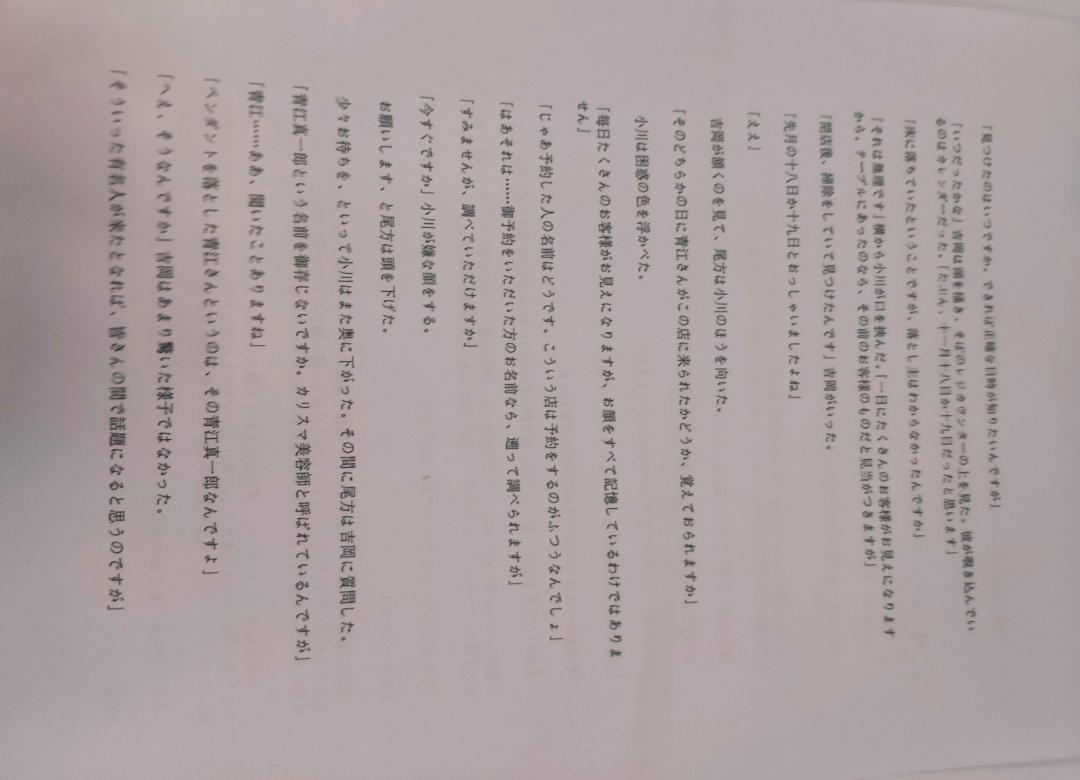 「見つけたのはいつですか。できれば正確な日時が知りたいんですが」
「いつだったかな」吉岡は頭を掻き、そばのレジカウンターの上を見た。彼が覗き込んでい
るのはカレンダーだった。「たぶん、十一月十八日か十九日だったと思います」
「床に落ちていたということですが、落とし主はわからなかったんですか」
「それは無理です」横から小川が口を挟んだ。「一日にたくさんのお客様がお見えになります
から。テーブルにあったのなら、その前のお客様のものだと見当がつきますが」
「閉店後、掃除をしていて見つけたんです」吉岡がいった。
「先月の十八日か十九日とおっしゃいましたよね」
「ええ」
吉岡が頷くのを見て、尾方は小川のほうを向いた。
「そのどちらかの日に青江さんがこの店に来られたかどうか、覚えておられますか」
小川は困惑の色を浮かべた。
「毎日たくさんのお客様がお見えになりますが、お顔をすべて記憶しているわけではありま
せん」
「じゃあ予約した人の名前はどうです。こういう店は予約をするのがふつうなんでしょ」
「はあそれは……御予約をいただいた方のお名前なら、遡って調べられますが」
「すみませんが、調べていただけますか」
「今すぐですか」小川が嫌な顔をする。
お願いします、と尾方は頭を下げた。
少々お待ちを、といって小川はまた奥に下がった。その間に尾方は吉岡に質問した。
「青江真一郎という名前を御存じないですか。カリスマ美容師と呼ばれているんですが」
「青江……ああ、聞いたことありますね」
「ペンダントを落とした青江さんというのは、その青江真一郎なんですよ」
「へえ、そうなんですか」吉岡はあまり驚いた様子ではなかった。
「そういった有名人が来たとなれば、皆さんの間で話題になると思うのですが」